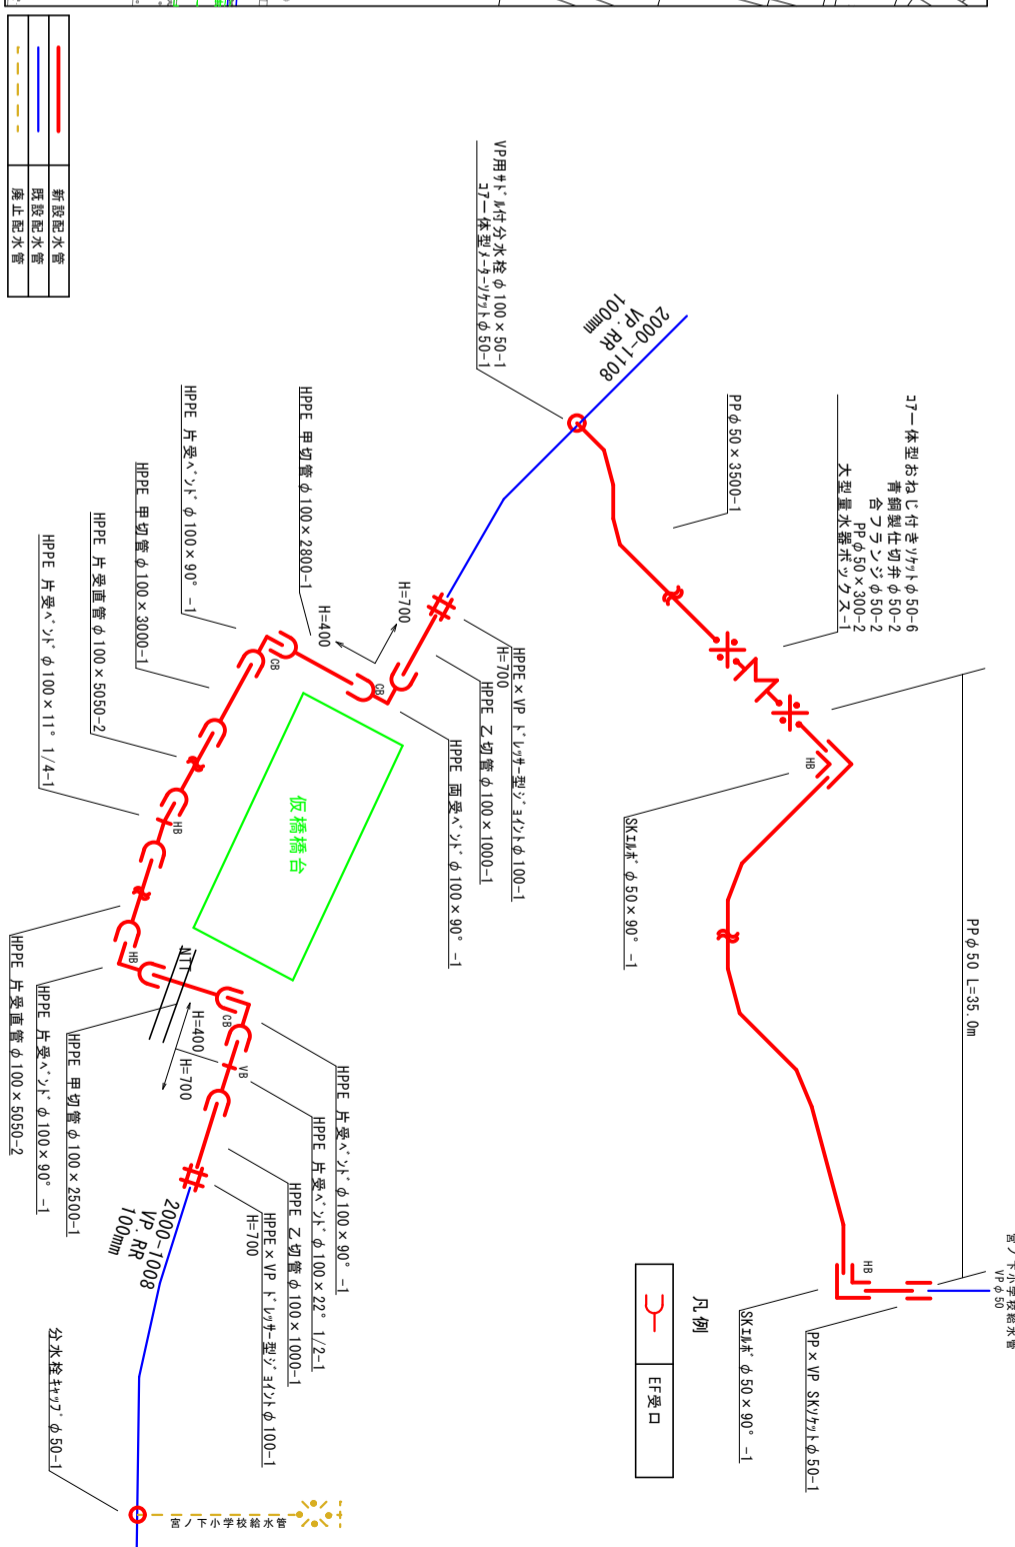 新設配水管
既設配水管
廃止配水管
VP用ｻﾄﾞﾙ付分水栓φ100×50-1
ｺｱ一体型ﾒｰﾀｰｿｹｯﾄφ50-1
2000-1108
VP.RR
100mm
PPφ50×3500-1
ｺｱ一体型おねじ付きｿｹｯﾄφ50-6
青銅製仕切弁φ50-2
合フランジφ50-2
PPφ50×300-2
大型量水器ボックス-1
HPPE 甲切管φ100×2800-1
HPPE 片受ﾍﾞﾝﾄﾞφ100×90°-1
HPPE 甲切管φ100×3000-1
HPPE 片受直管φ100×5050-2
HPPE 片受ﾍﾞﾝﾄﾞφ100×11°1/4-1
H=400
H=700
CB
CB
HB
HB
HPPE×VP ﾄﾞﾚｯｻｰ型ｼﾞｮｲﾝﾄφ100-1
H=700
HPPE 乙切管φ100×1000-1
HPPE 両受ﾍﾞﾝﾄﾞφ100×90°-1
仮橋橋台
HB
SKｴﾙﾎﾞφ50×90°-1
PPφ50 L=35.0m
NTT
CB
VB
H=400
H=700
HPPE 甲切管φ100×2500-1
HPPE 片受ﾍﾞﾝﾄﾞφ100×90°-1
HPPE 片受直管φ100×5050-2
HPPE 片受ﾍﾞﾝﾄﾞφ100×90°-1
HPPE 片受ﾍﾞﾝﾄﾞφ100×22°1/2-1
HPPE 乙切管φ100×1000-1
HPPE×VP ﾄﾞﾚｯｻｰ型ｼﾞｮｲﾝﾄφ100-1
H=700
2000-1008
VP.RR
100mm
分水栓ｷｬｯﾌﾟφ50-1
宮ノ下小学校給水管
凡例
EF受口
HB
SKｴﾙﾎﾞφ50×90°-1
PP×VP SKｿｹｯﾄφ50-1
宮ノ下小学校給水管
VPφ50